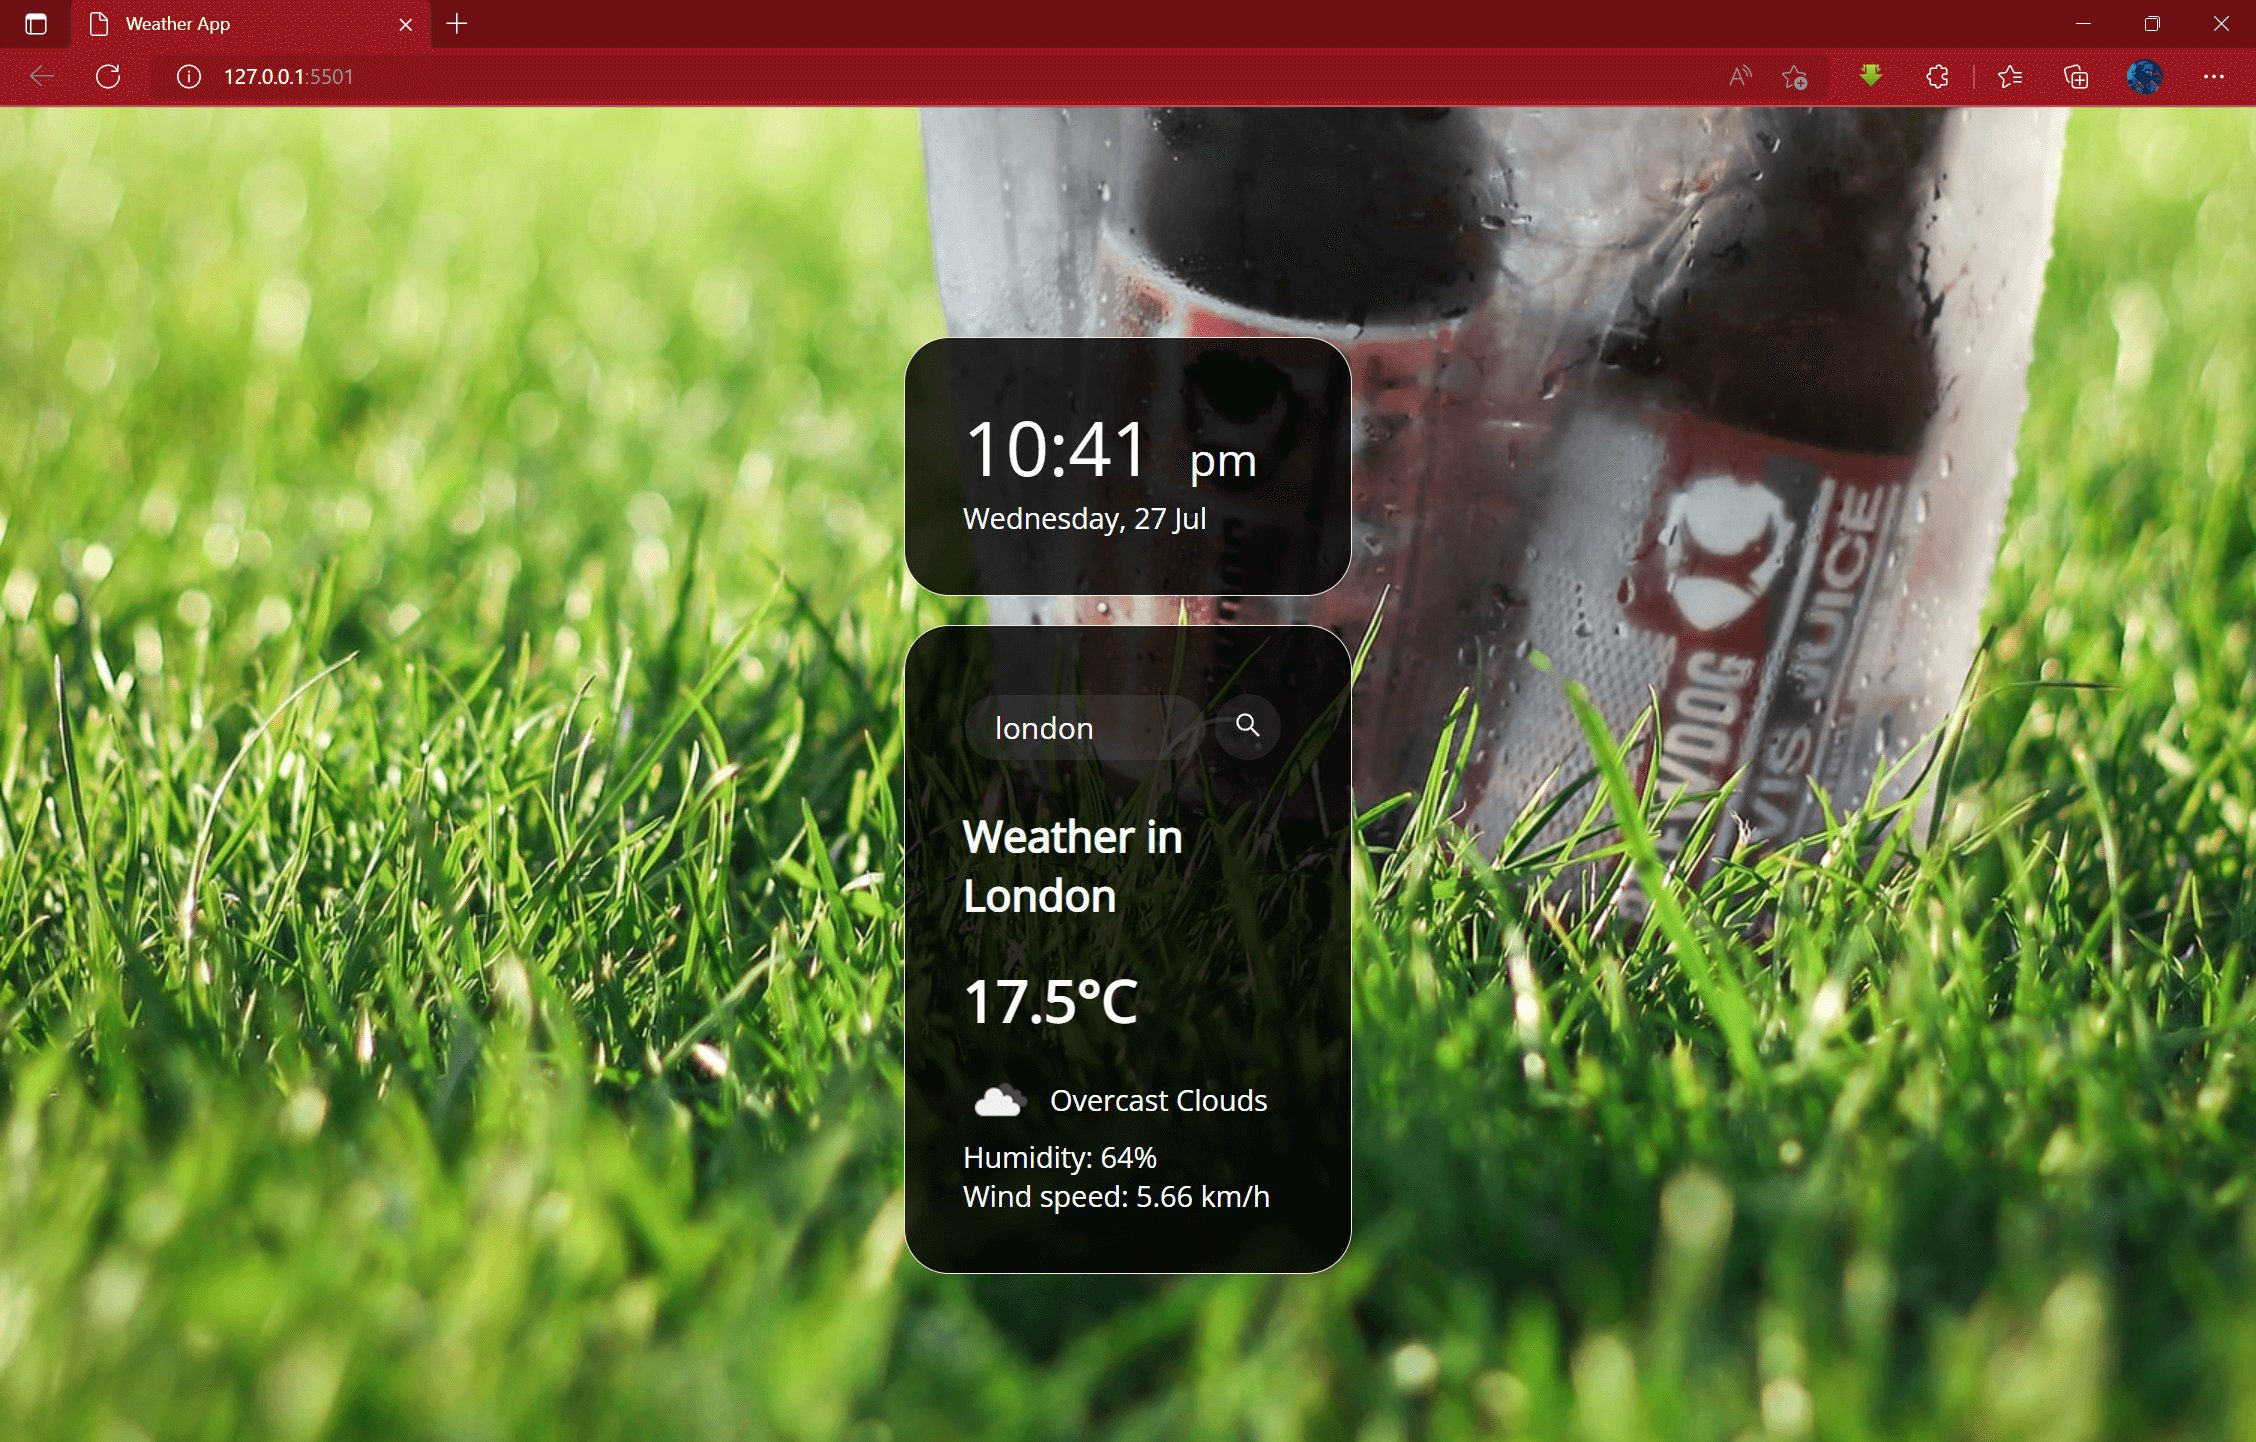 Weather App
127.0.0.1:5501
10:41 pm
Wednesday, 27 Jul
london
Weather in
London
17.5°C
Overcast Clouds
Humidity: 64%
Wind speed: 5.66 km/h
JUICE